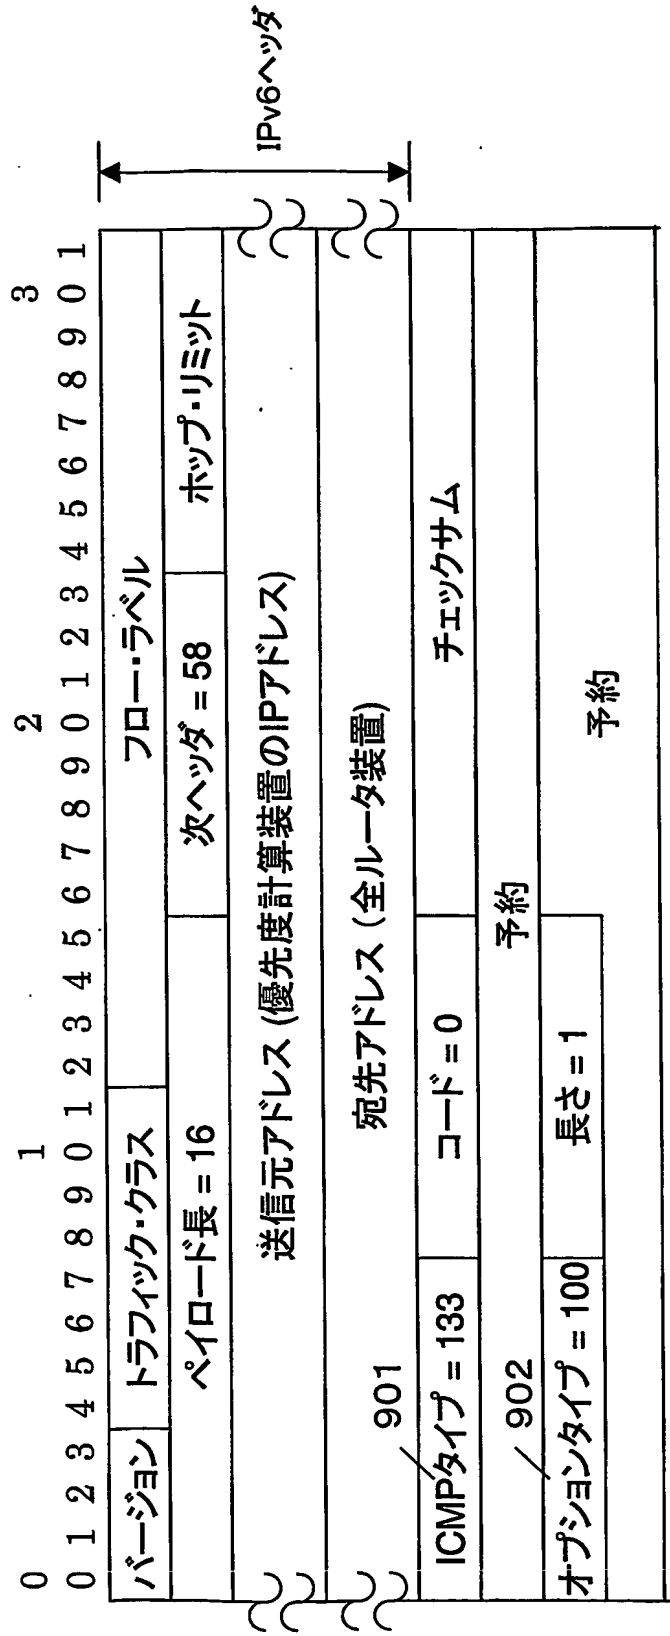 0 1 2 3
0 1 2 3 4 5 6 7 8 9 0 1 2 3 4 5 6 7 8 9 0 1 2 3 4 5 6 7 8 9 0 1
バージョン トラフィック・クラス フロー・ラベル
ペイロード長 = 16 次ヘッダ = 58 ホップ・リミット
送信元アドレス (優先度計算装置のIPアドレス)
宛先アドレス (全ルータ装置)
IPv6ヘッダ
901
ICMPタイプ = 133 コード = 0 チェックサム
予約
902
オプションタイプ = 100 長さ = 1
予約